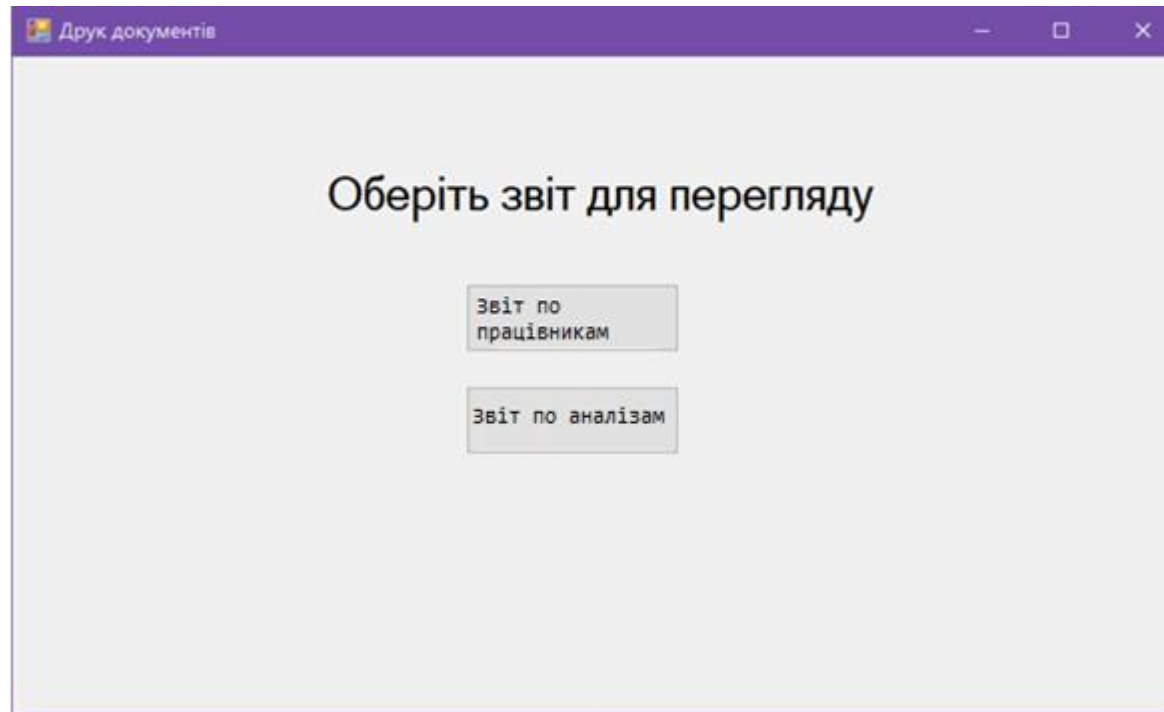 Друк документів
Оберіть звіт для перегляду
Звіт по
працівникам
Звіт по аналізам